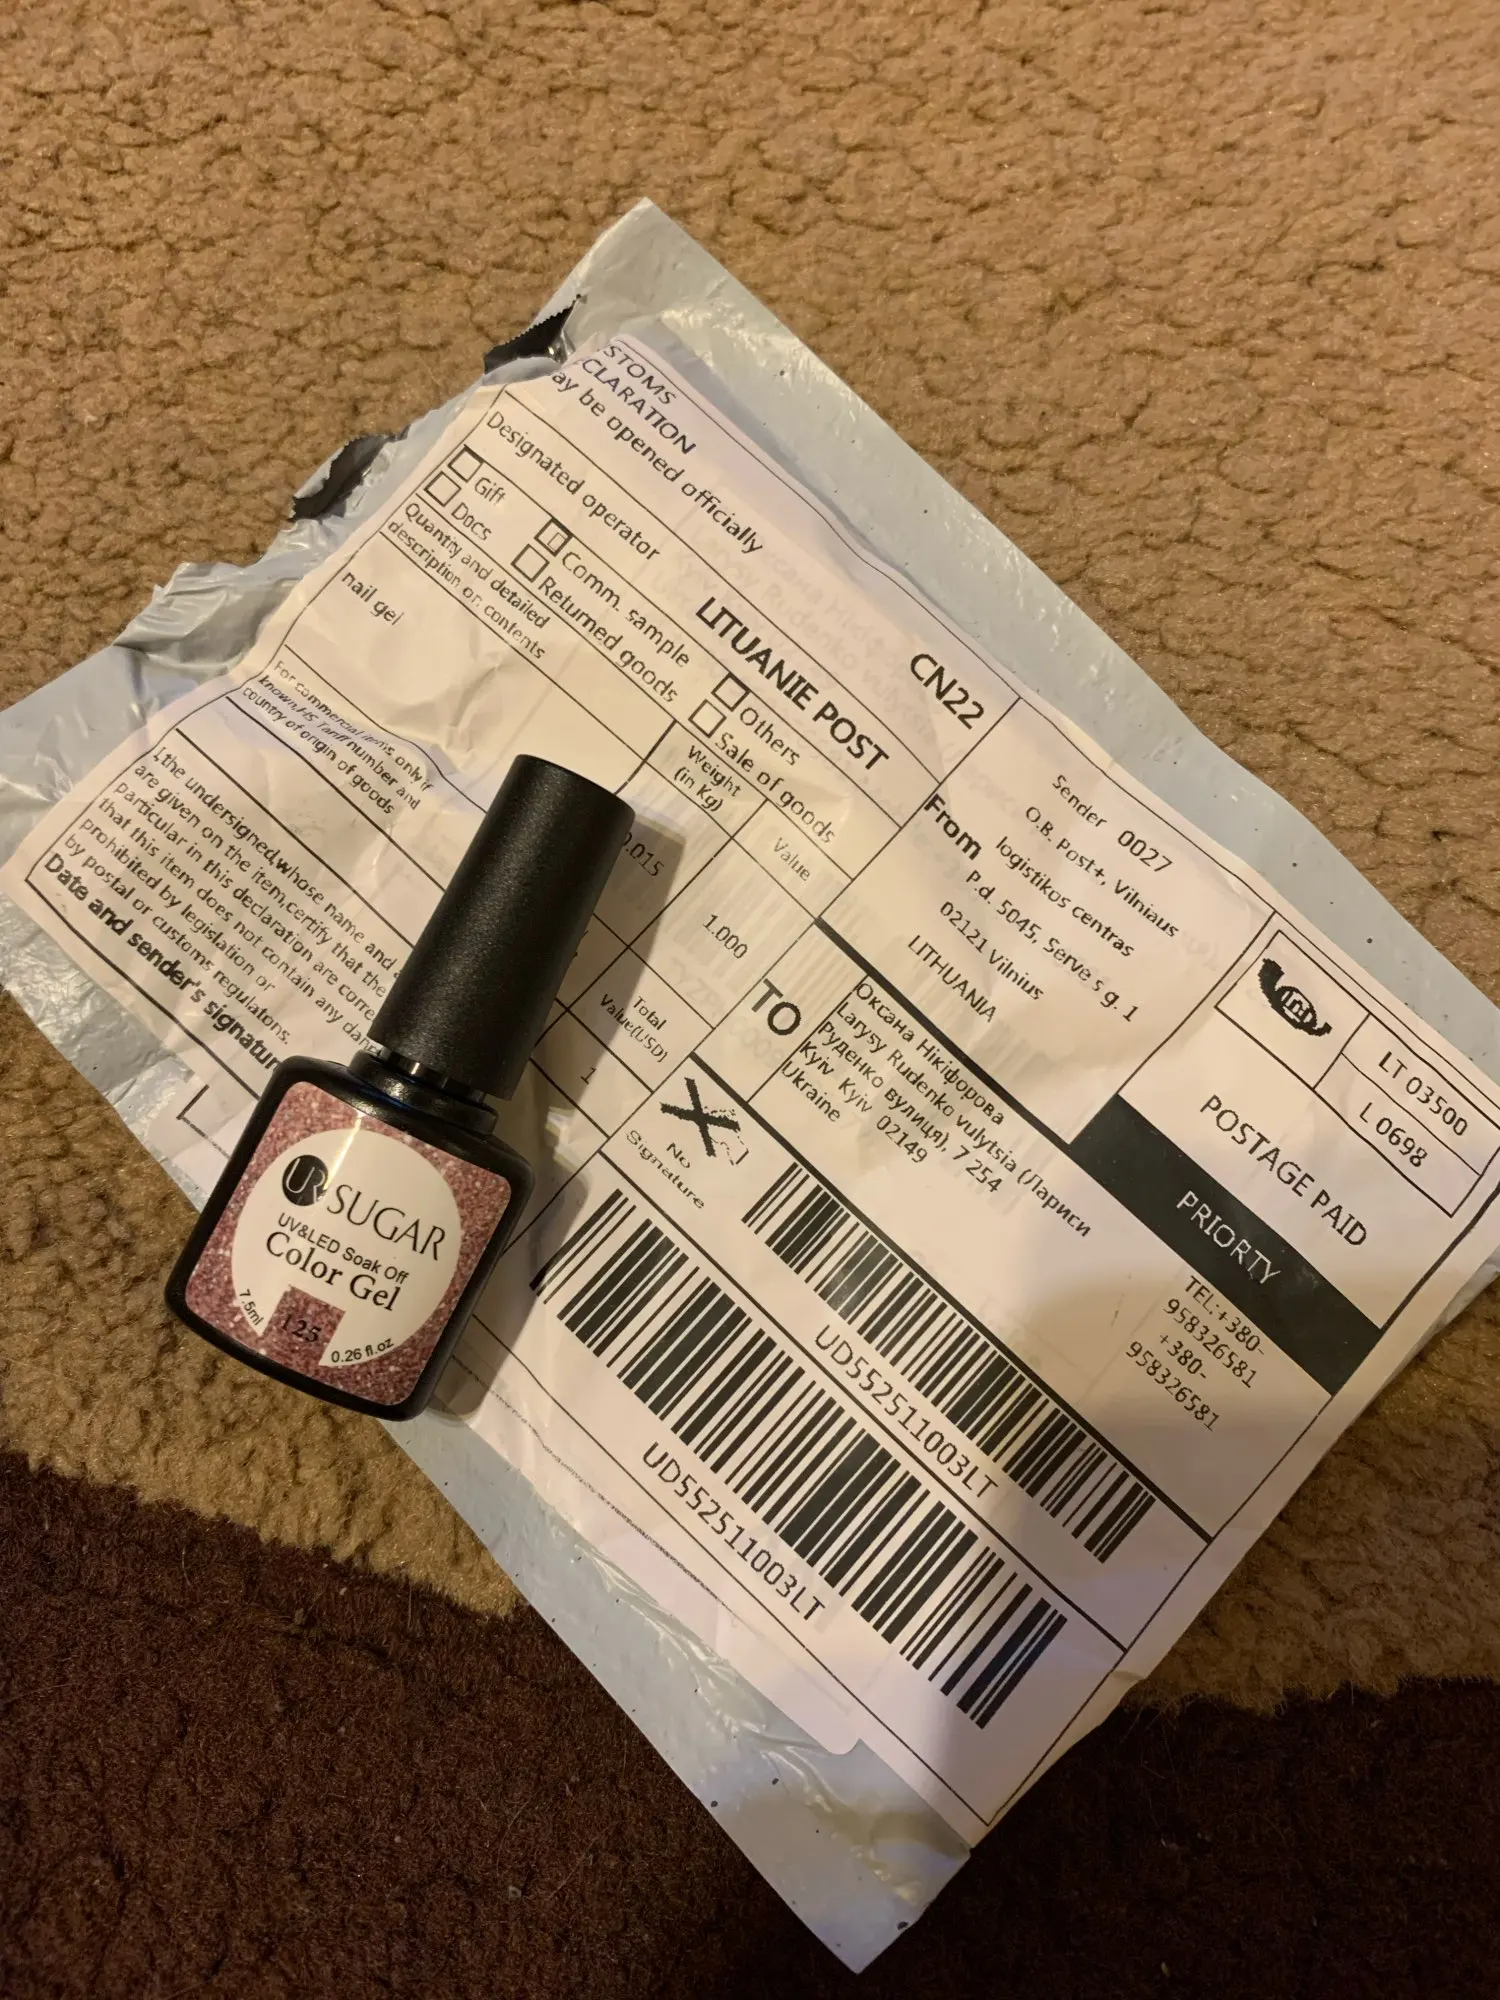 STOMS
CLARATION
ay be opened officially
CN22
Designated operator
LITUANIE POST
Gift
Docs
Comm. sample
Returned goods
Others
Sale of goods
Quantity and detailed
description or contents
Weight
(in Kg)
Value
nail gel
0.015
1.000
For commercial items only if
known,HS Tariff number and
country of origin of goods
Total
Value(USD)
1
I,the undersigned,whose name and
are given on the item,certify that the
particular in this declaration are corre
that this item does not contain any dan
prohibited by legislation or
by postal or customs regulatons.
Date and sender's signatur
Sender 0027
From
O.B. Post+, Vilniaus
logistikos centras
P.d. 5045, Serve s g. 1
02121 Vilnius
LITHUANIA
LT 03500
L 0698
POSTAGE PAID
PRIORTY
TO
Оксана Нікіфорова
Larysy Rudenko vulytsia (Лариси
Руденко вулиця), 7 254
Kyiv Kyiv 02149
Ukraine
TEL:+380-
958326581
+380-
958326581
No
Signature
UD552511003LT
UD552511003LT
UR SUGAR
UV&LED Soak Off
Color Gel
7.5ml
125
0.26 fl.oz